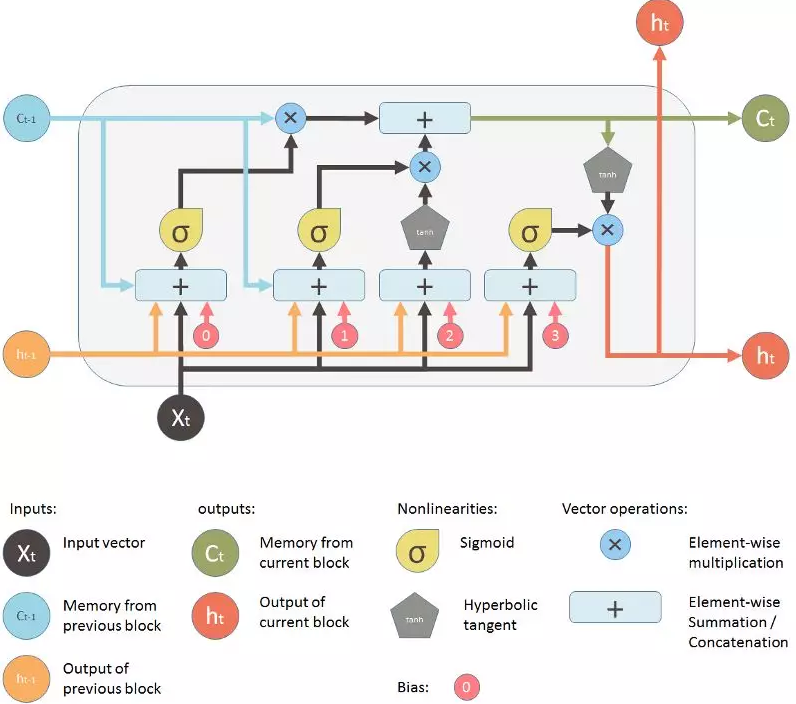 ht
Ct-1
×
+
Ct
tanh
×
σ
σ
tanh
σ
×
+
+
+
+
0
1
2
3
ht-1
ht
Xt
Inputs:
outputs:
Nonlinearities:
Vector operations:
Xt
Input vector
Ct
Memory from
current block
σ
Sigmoid
×
Element-wise
multiplication
Ct-1
Memory from
previous block
ht
Output of
current block
tanh
Hyperbolic
tangent
+
Element-wise
Summation /
Concatenation
ht-1
Output of
previous block
Bias:
0